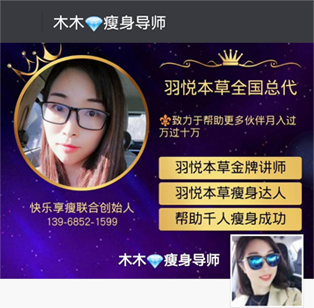 木木💎瘦身导师
羽悦本草全国总代
⚜致力于帮助更多伙伴月入过
万过十万
羽悦本草金牌讲师
羽悦本草瘦身达人
帮助千人瘦身成功
快乐享瘦联合创始人
139-6852-1599
木木💎瘦身导师